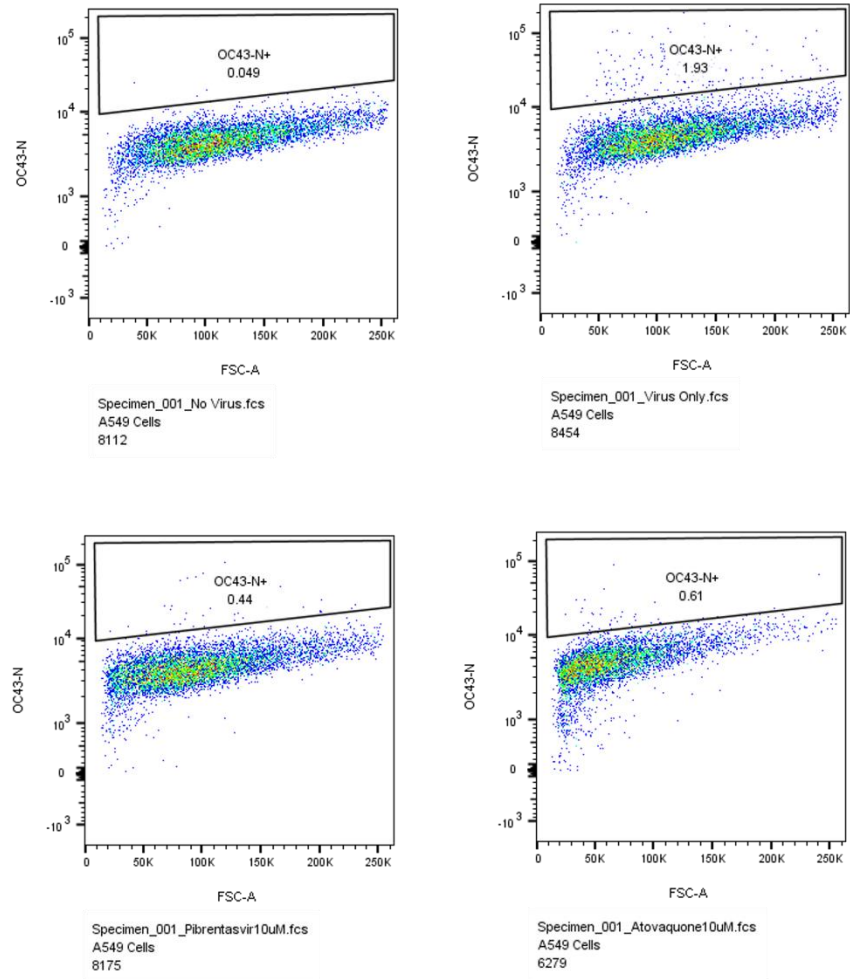 10 5
OC43-N+
0.049
10 4
OC43-N
10 3
0
-10 3
0 50K 100K 150K 200K 250K
FSC-A
Specimen_001_No Virus.fcs
A549 Cells
8112
10 5
OC43-N+
1.93
10 4
OC43-N
10 3
0
-10 3
0 50K 100K 150K 200K 250K
FSC-A
Specimen_001_Virus Only.fcs
A549 Cells
8454
10 5
OC43-N+
0.44
10 4
OC43-N
10 3
0
-10 3
0 50K 100K 150K 200K 250K
FSC-A
Specimen_001_Pibrentasvir10uM.fcs
A549 Cells
8175
10 5
OC43-N+
0.61
10 4
OC43-N
10 3
0
-10 3
0 50K 100K 150K 200K 250K
FSC-A
Specimen_001_Atovaquone10uM.fcs
A549 Cells
6279